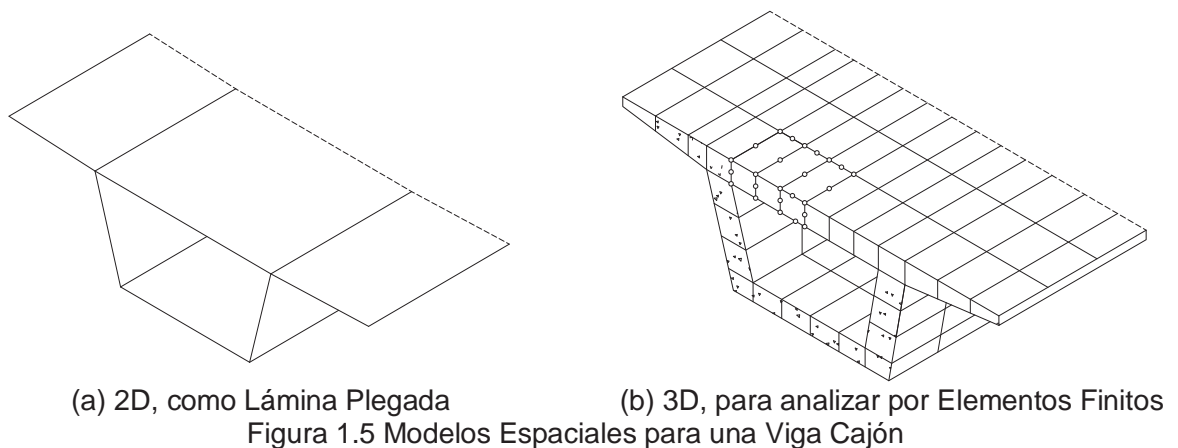 (a) 2D, como Lámina Plegada
(b) 3D, para analizar por Elementos Finitos
Figura 1.5 Modelos Espaciales para una Viga Cajón